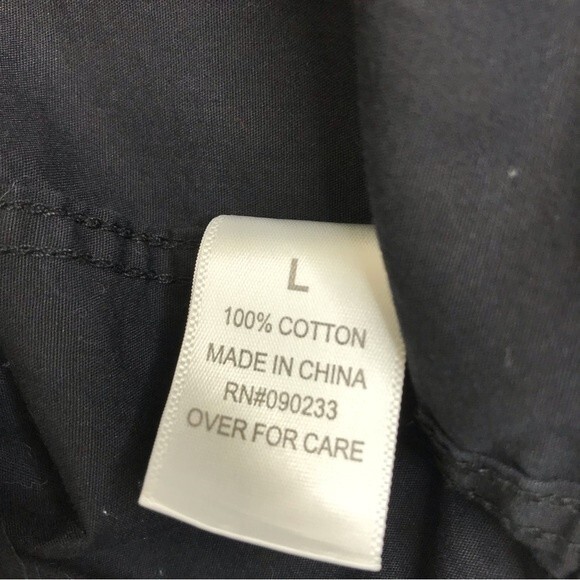 L
100% COTTON
MADE IN CHINA
RN#090233
OVER FOR CARE